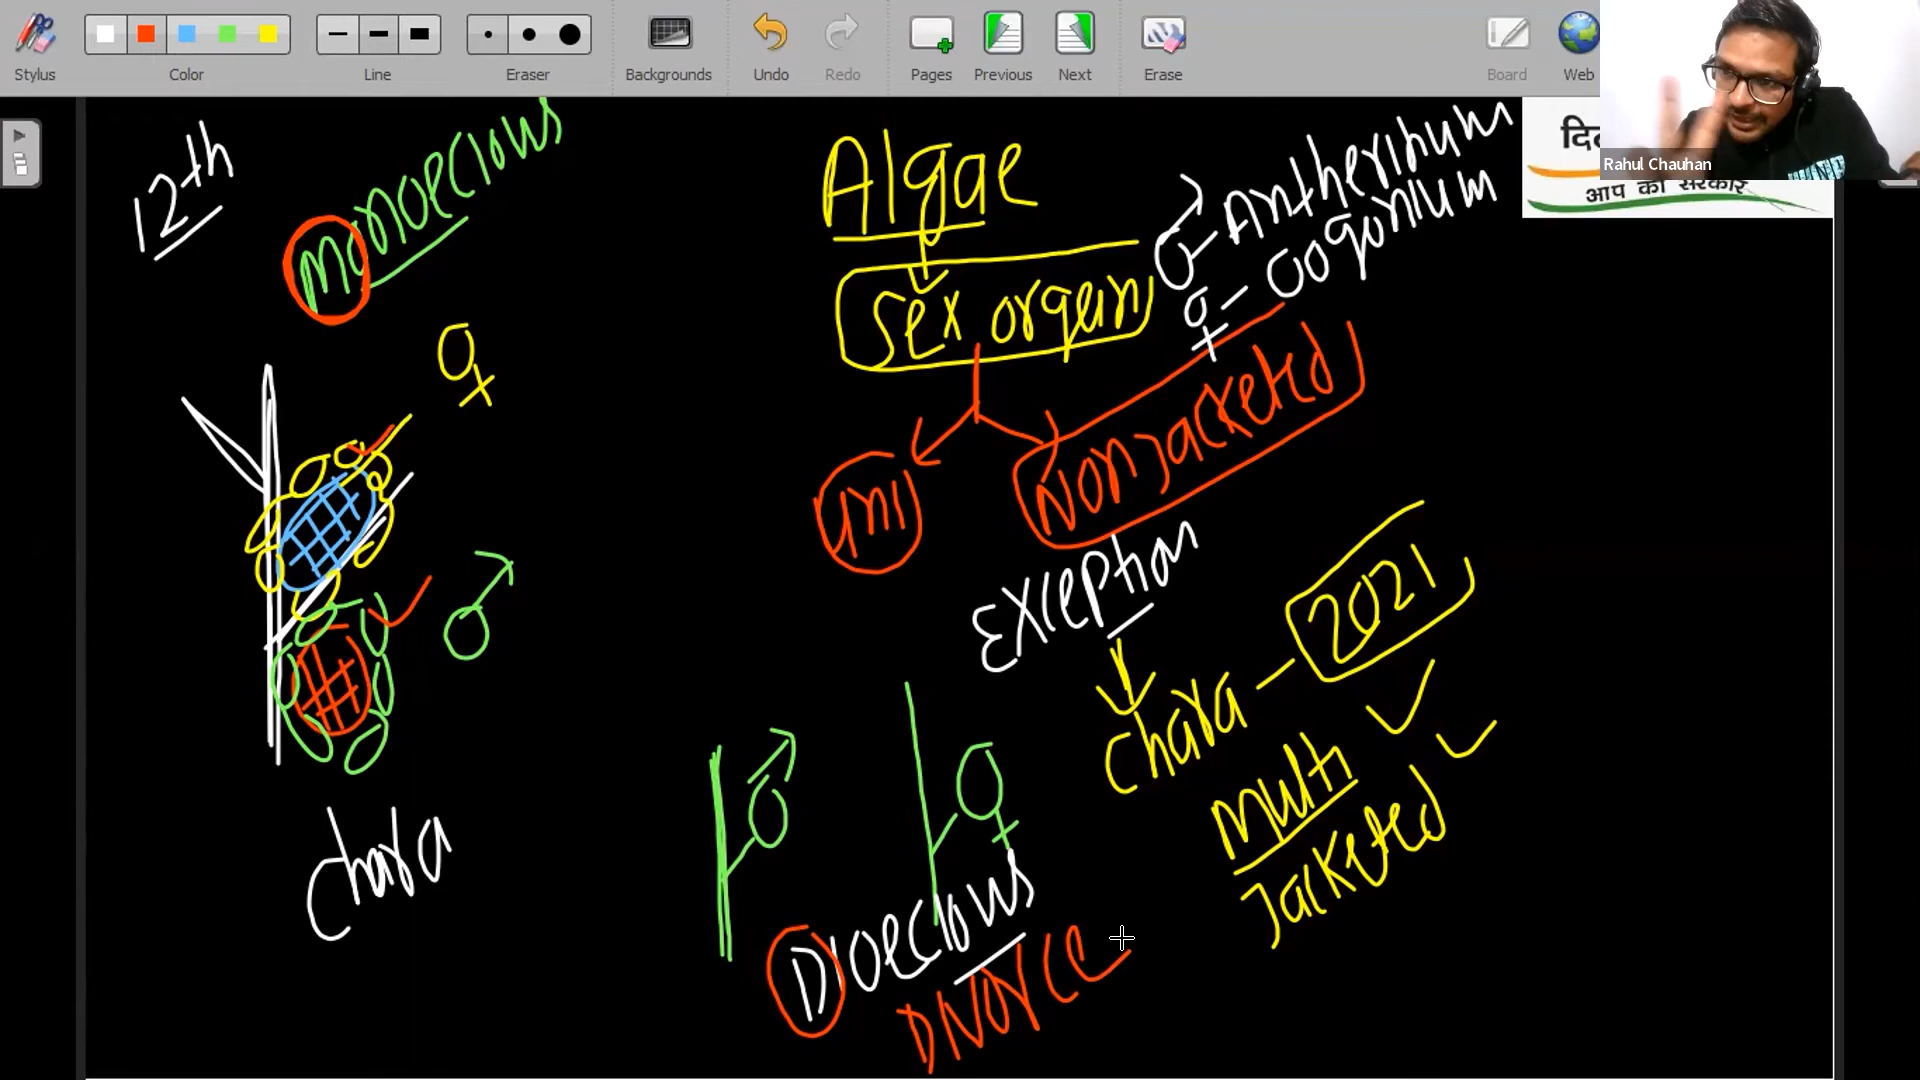 Stylus
Color
Line
Eraser
Backgrounds
Undo
Redo
Pages
Previous
Next
Erase
Board
Web
Rahul Chauhan
आप की सरकार
12th
monoecious
Algae
Sex organ
♂ - Antheridium
♀ - Oogonium
uni
Nonjacketed
Exception
Chara - 2021
multi
Jacketed
♀
♂
Chara
♂
♀
Dioecious
DIVORCE